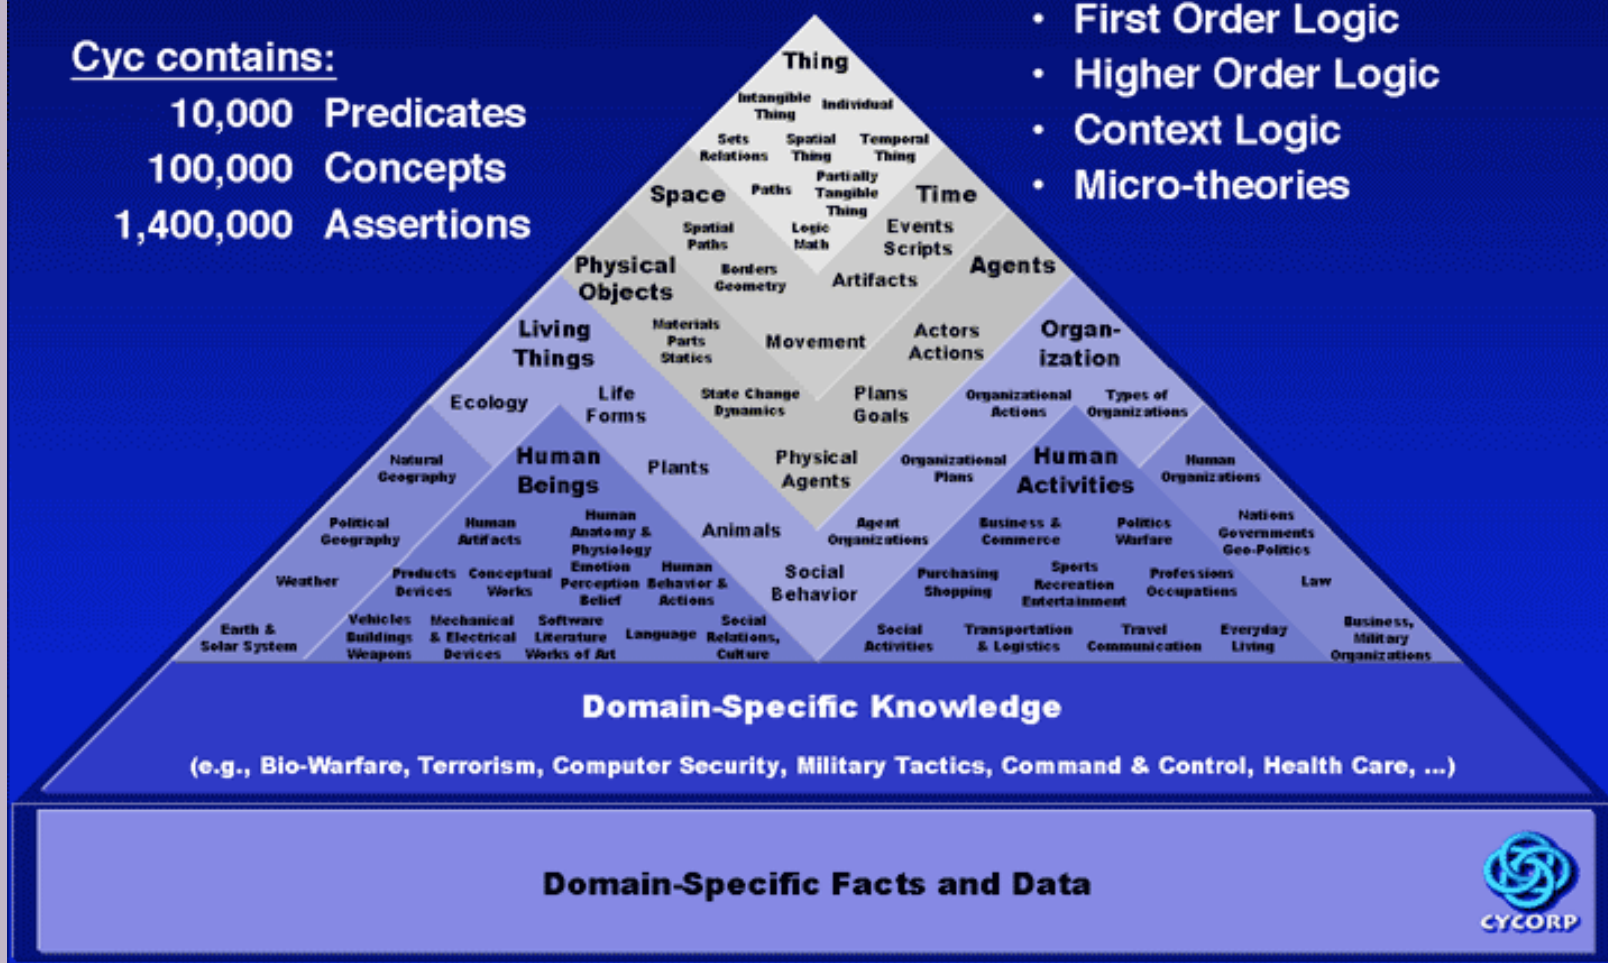 Cyc contains:
10,000 Predicates
100,000 Concepts
1,400,000 Assertions
• First Order Logic
• Higher Order Logic
• Context Logic
• Micro-theories
Thing
Intangible
Thing
Individual
Sets
Relations
Spatial
Thing
Temporal
Thing
Space
Paths
Partially
Tangible
Thing
Time
Spatial
Paths
Logic
Math
Events
Scripts
Physical
Objects
Borders
Geometry
Artifacts
Agents
Living
Things
Materials
Parts
Statics
Movement
Actors
Actions
Organ-
ization
Ecology
Life
Forms
State Change
Dynamics
Plans
Goals
Organizational
Actions
Types of
Organizations
Natural
Geography
Human
Beings
Plants
Physical
Agents
Organizational
Plans
Human
Activities
Human
Organizations
Political
Geography
Human
Artifacts
Human
Anatomy &
Physiology
Animals
Agent
Organizations
Business &
Commerce
Politics
Warfare
Nations
Governments
Geo-Politics
Weather
Products
Devices
Conceptual
Works
Emotion
Perception
Belief
Human
Behavior &
Actions
Social
Behavior
Purchasing
Shopping
Sports
Recreation
Entertainment
Professions
Occupations
Law
Earth &
Solar System
Vehicles
Buildings
Weapons
Mechanical
& Electrical
Devices
Software
Literature
Works of Art
Language
Social
Relations,
Culture
Social
Activities
Transportation
& Logistics
Travel
Communication
Everyday
Living
Business,
Military
Organizations
Domain-Specific Knowledge
(e.g., Bio-Warfare, Terrorism, Computer Security, Military Tactics, Command & Control, Health Care, ...)
Domain-Specific Facts and Data
CYCORP